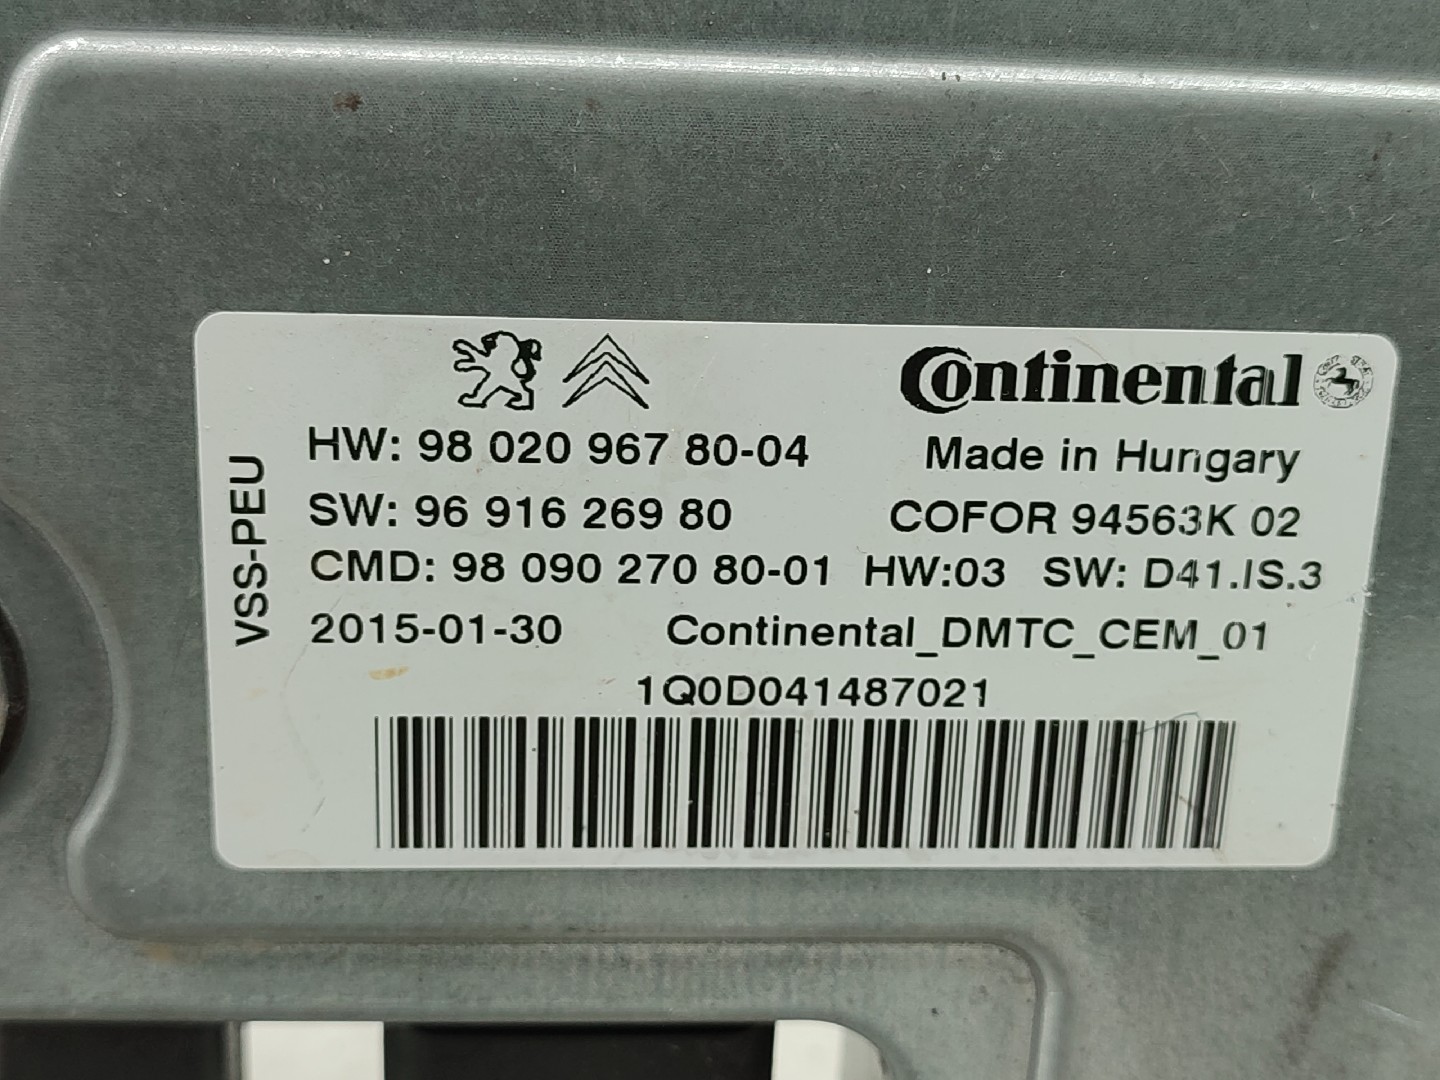 Continental
HW: 98 020 967 80-04
Made in Hungary
SW: 96 916 269 80
COFOR 94563K 02
CMD: 98 090 270 80-01 HW:03 SW: D41.IS.3
2015-01-30
Continental_DMTC_CEM_01
1Q0D041487021
VSS-PEU